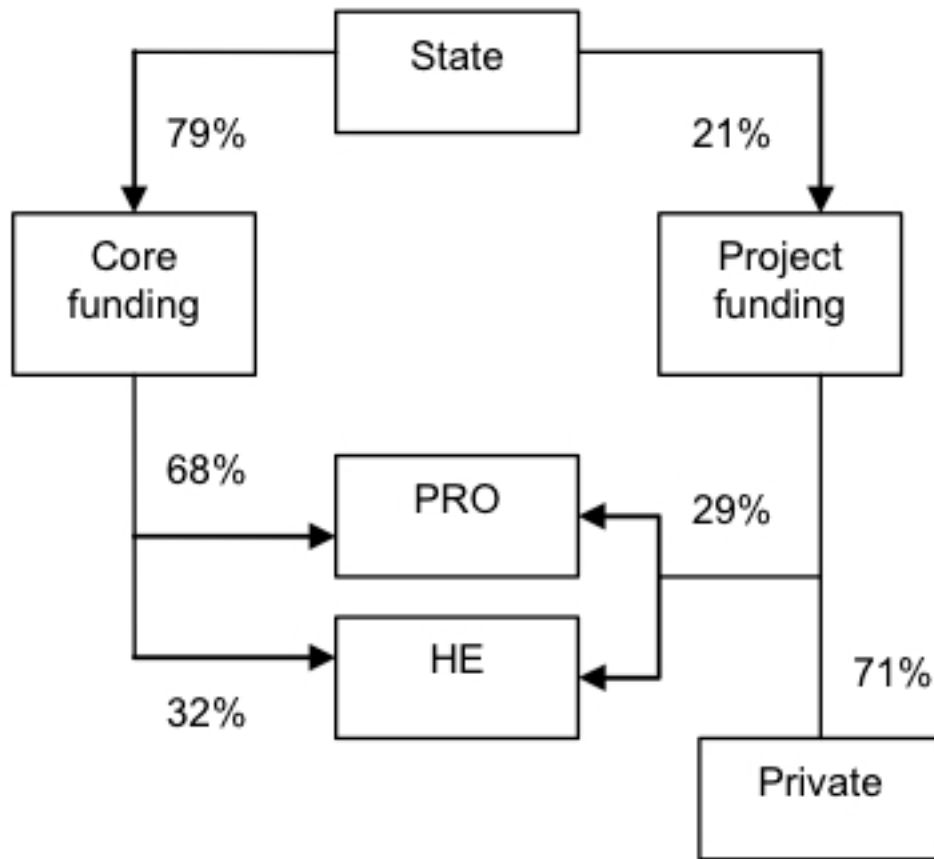 State
79%
21%
Core
funding
Project
funding
68%
PRO
29%
HE
32%
71%
Private